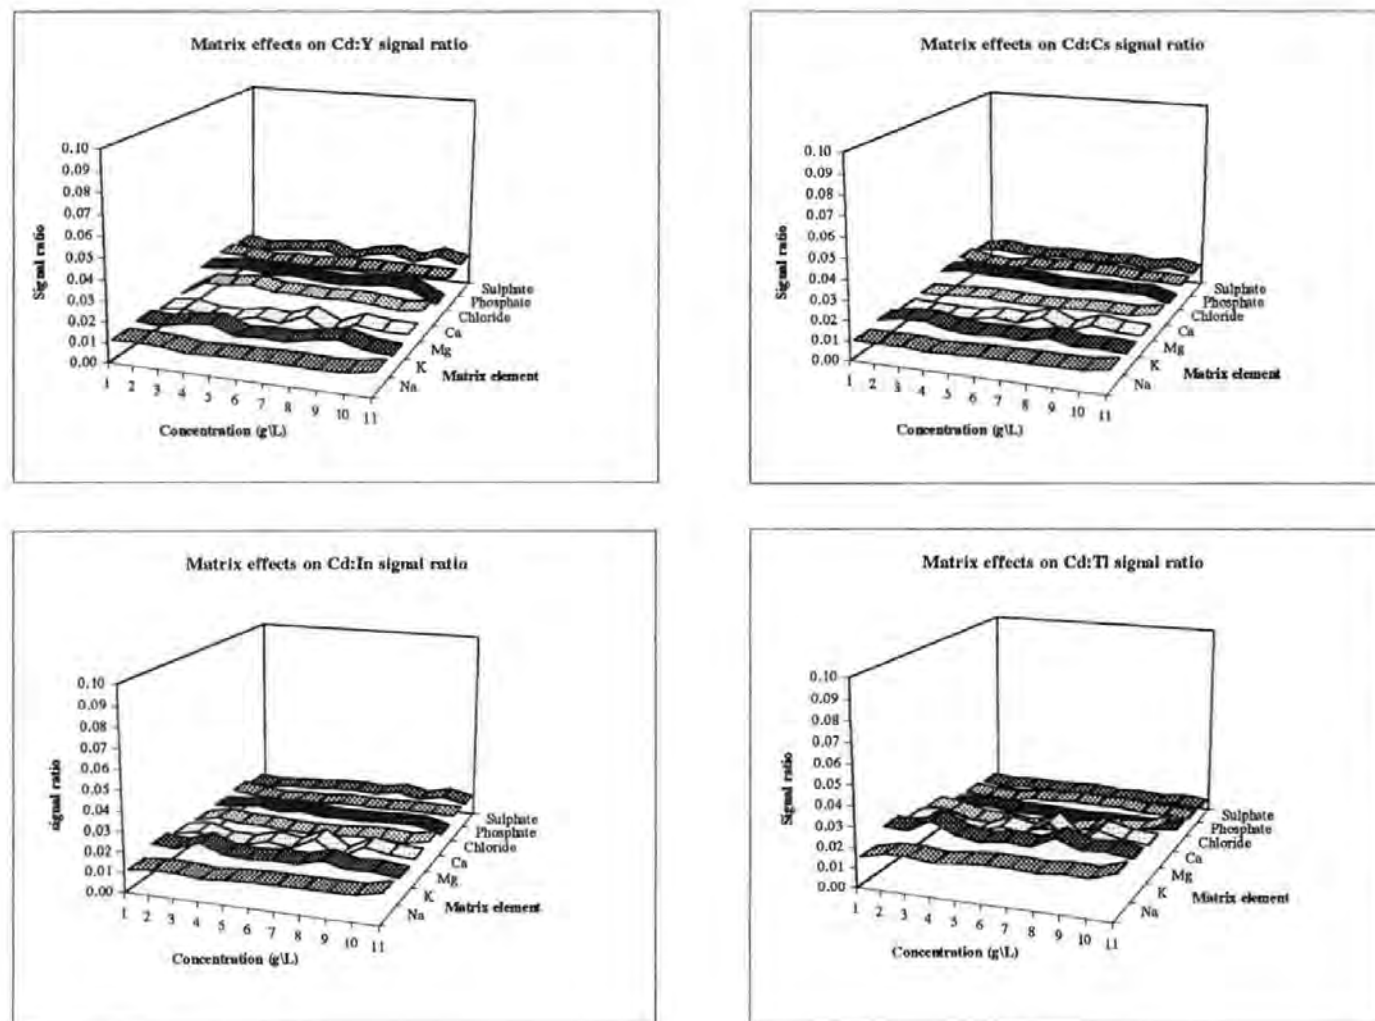 Matrix effects on Cd:Y signal ratio
0.10
0.09
0.08
0.07
0.06
0.05
0.04
0.03
0.02
0.01
0.00
Signal ratio
1 2 3 4 5 6 7 8 9 10 11
Concentration (g\L)
Sulphate
Phosphate
Chloride
Ca
Mg
K
Na
Matrix element
Matrix effects on Cd:Cs signal ratio
0.10
0.09
0.08
0.07
0.06
0.05
0.04
0.03
0.02
0.01
0.00
Signal ratio
1 2 3 4 5 6 7 8 9 10 11
Concentration (g\L)
Sulphate
Phosphate
Chloride
Ca
Mg
K
Na
Matrix element
Matrix effects on Cd:In signal ratio
0.10
0.09
0.08
0.07
0.06
0.05
0.04
0.03
0.02
0.01
0.00
signal ratio
1 2 3 4 5 6 7 8 9 10 11
Concentration (g\L)
Sulphate
Phosphate
Chloride
Ca
Mg
K
Na
Matrix element
Matrix effects on Cd:Tl signal ratio
0.10
0.09
0.08
0.07
0.06
0.05
0.04
0.03
0.02
0.01
0.00
Signal ratio
1 2 3 4 5 6 7 8 9 10 11
Concentration (g\L)
Sulphate
Phosphate
Chloride
Ca
Mg
K
Na
Matrix element